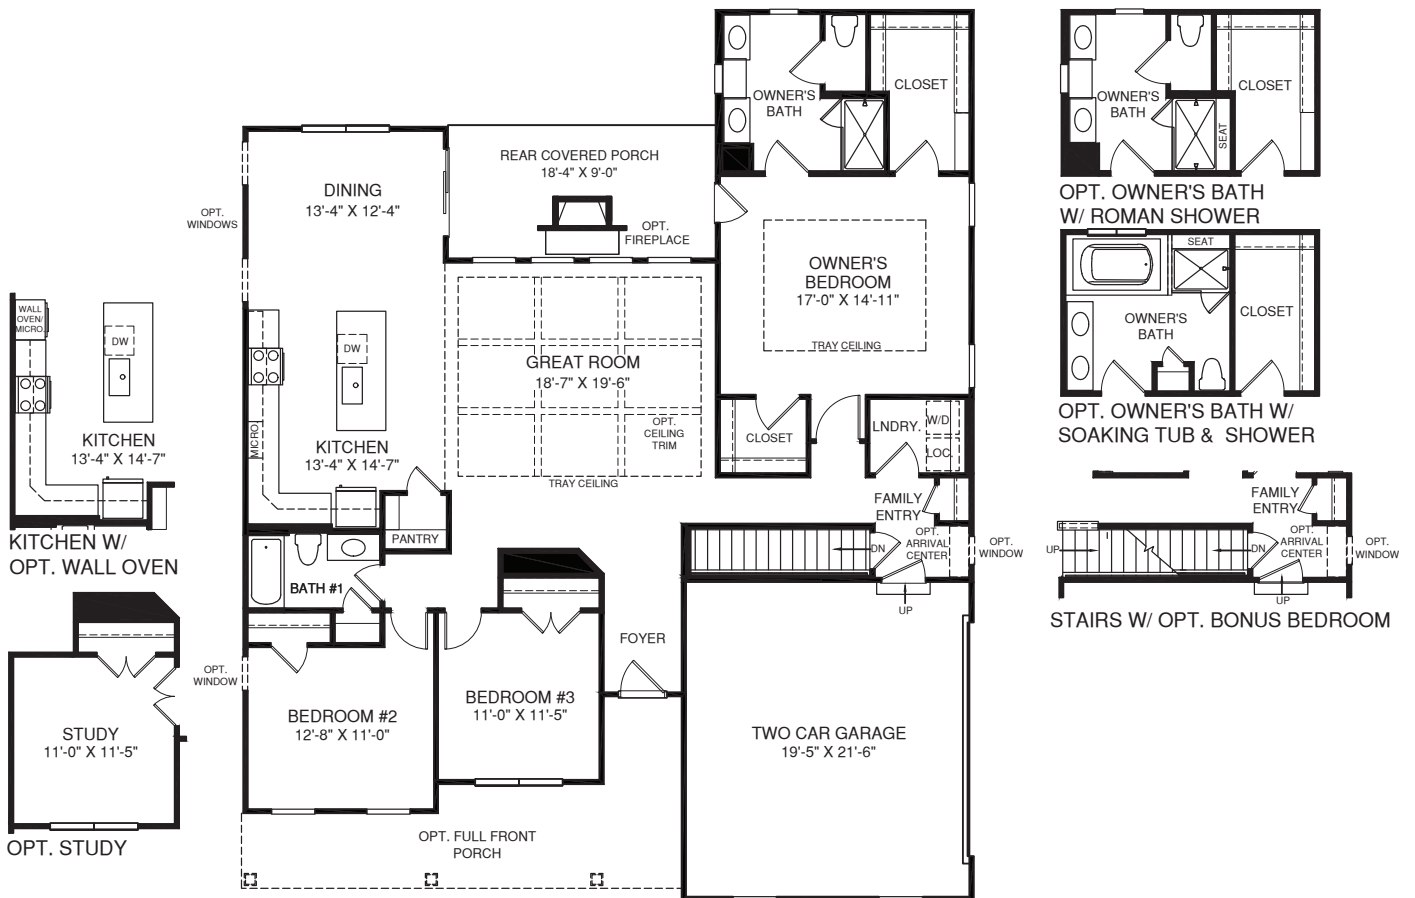 OWNER'S
BATH
CLOSET
REAR COVERED PORCH
18'-4" X 9'-0"
OPT.
FIREPLACE
DINING
13'-4" X 12'-4"
OPT.
WINDOWS
OWNER'S
BEDROOM
17'-0" X 14'-11"
TRAY CEILING
GREAT ROOM
18'-7" X 19'-6"
OPT.
CEILING
TRIM
TRAY CEILING
DW
MICRO.
KITCHEN
13'-4" X 14'-7"
PANTRY
CLOSET
LNDRY.
W/D
LOC.
FAMILY
ENTRY
OPT.
ARRIVAL
CENTER
OPT.
WINDOW
DN
UP
BATH #1
FOYER
OPT.
WINDOW
BEDROOM #2
12'-8" X 11'-0"
BEDROOM #3
11'-0" X 11'-5"
TWO CAR GARAGE
19'-5" X 21'-6"
OPT. FULL FRONT
PORCH
WALL
OVEN/
MICRO.
DW
KITCHEN
13'-4" X 14'-7"
KITCHEN W/
OPT. WALL OVEN
STUDY
11'-0" X 11'-5"
OPT. STUDY
OWNER'S
BATH
SEAT
CLOSET
OPT. OWNER'S BATH
W/ ROMAN SHOWER
SEAT
OWNER'S
BATH
CLOSET
OPT. OWNER'S BATH W/
SOAKING TUB & SHOWER
FAMILY
ENTRY
OPT.
ARRIVAL
CENTER
OPT.
WINDOW
UP
DN
UP
STAIRS W/ OPT. BONUS BEDROOM